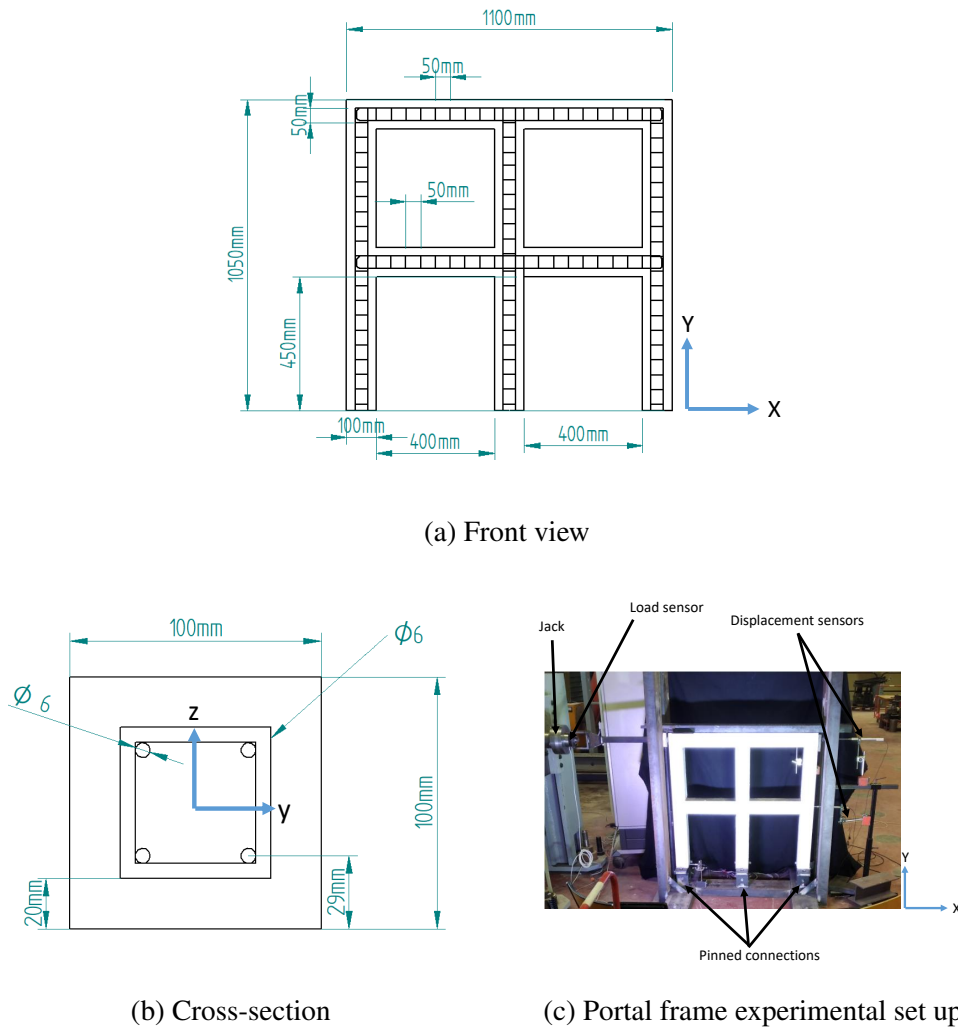 1100mm
50mm
50mm
50mm
1050mm
450mm
Y
X
100mm
400mm
400mm
(a) Front view
100mm
ϕ6
ϕ 6
z
y
100mm
20mm
29mm
Jack
Load sensor
Displacement sensors
Y
X
Pinned connections
(b) Cross-section
(c) Portal frame experimental set up